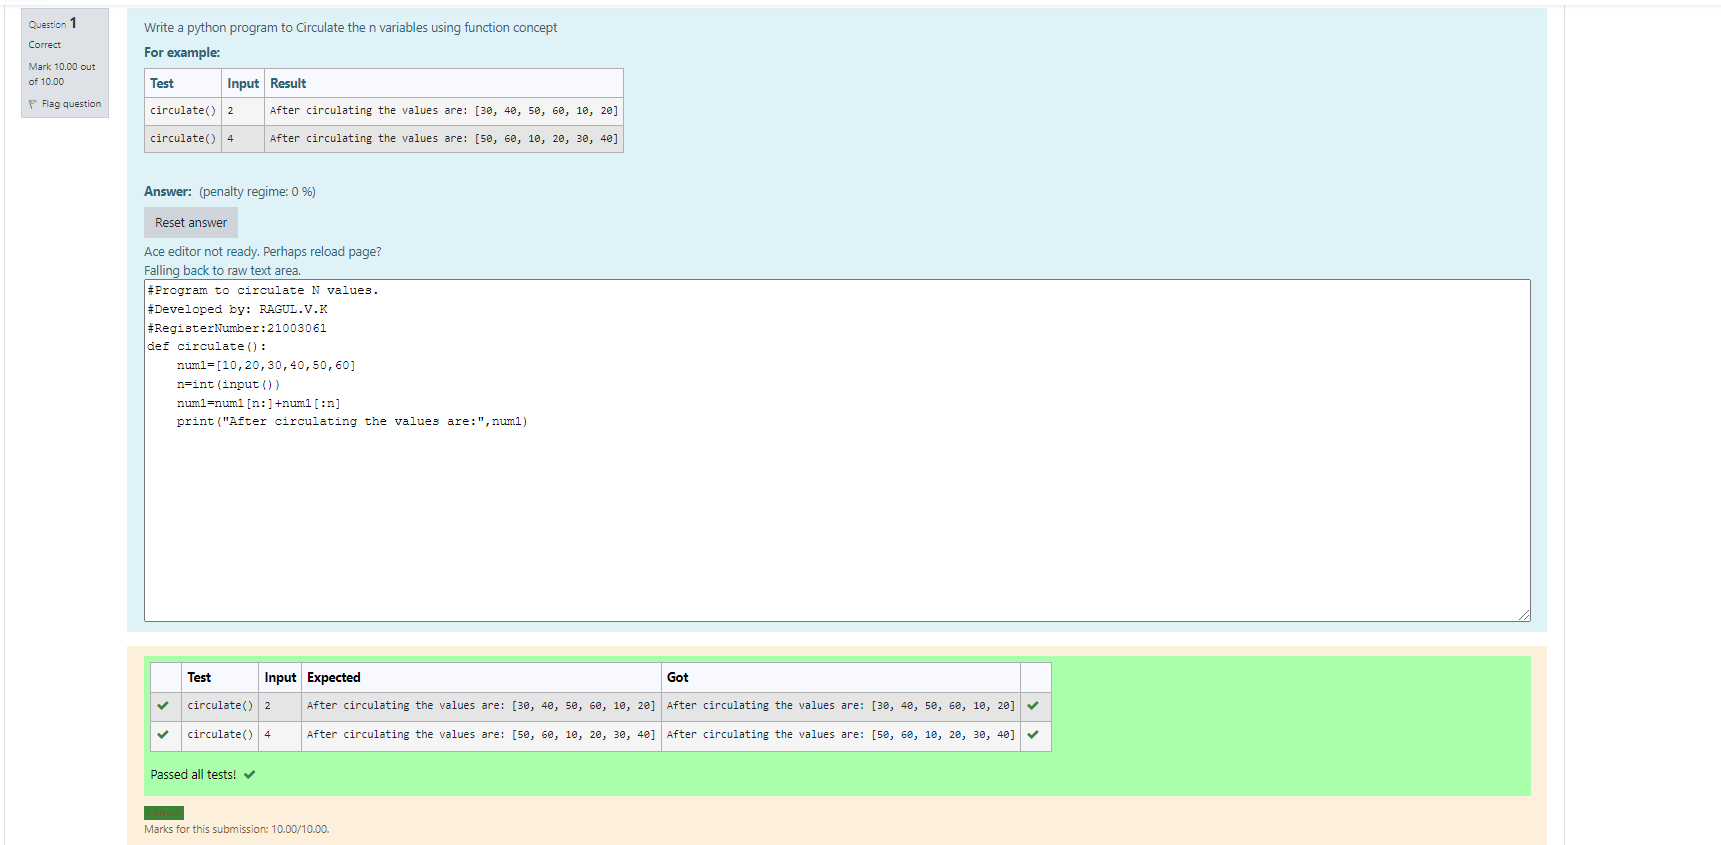 Question 1
Correct
Mark 10.00 out
of 10.00
Flag question
Write a python program to Circulate the n variables using function concept
For example:
Test Input Result
circulate() 2 After circulating the values are: [30, 40, 50, 60, 10, 20]
circulate() 4 After circulating the values are: [50, 60, 10, 20, 30, 40]
Answer: (penalty regime: 0 %)
Reset answer
Ace editor not ready. Perhaps reload page?
Falling back to raw text area.
#Program to circulate N values.
#Developed by: RAGUL.V.K
#RegisterNumber:21003061
def circulate():
    num1=[10,20,30,40,50,60]
    n=int(input())
    num1=num1[n:]+num1[:n]
    print("After circulating the values are:",num1)
Test Input Expected Got
circulate() 2 After circulating the values are: [30, 40, 50, 60, 10, 20] After circulating the values are: [30, 40, 50, 60, 10, 20]
circulate() 4 After circulating the values are: [50, 60, 10, 20, 30, 40] After circulating the values are: [50, 60, 10, 20, 30, 40]
Passed all tests!
Correct
Marks for this submission: 10.00/10.00.